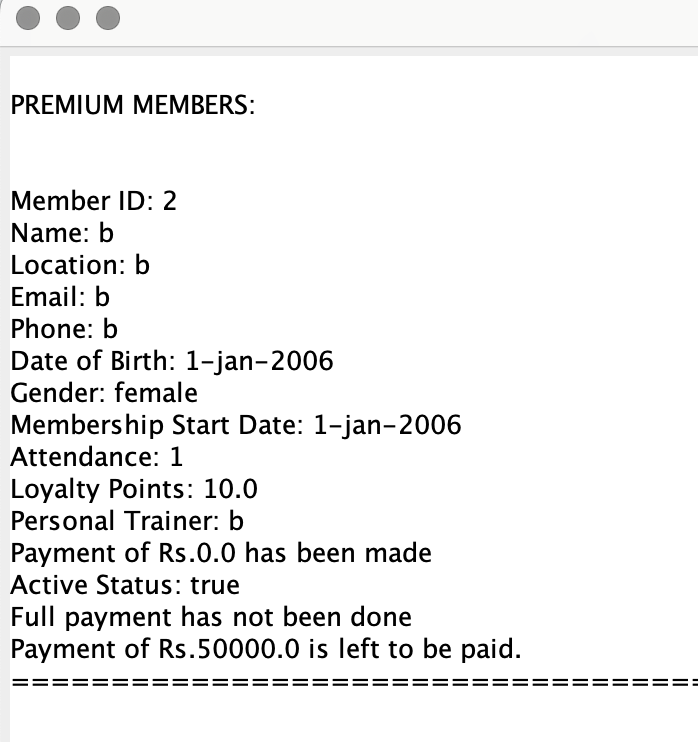 PREMIUM MEMBERS:
Member ID: 2
Name: b
Location: b
Email: b
Phone: b
Date of Birth: 1-jan-2006
Gender: female
Membership Start Date: 1-jan-2006
Attendance: 1
Loyalty Points: 10.0
Personal Trainer: b
Payment of Rs.0.0 has been made
Active Status: true
Full payment has not been done
Payment of Rs.50000.0 is left to be paid.
===================================